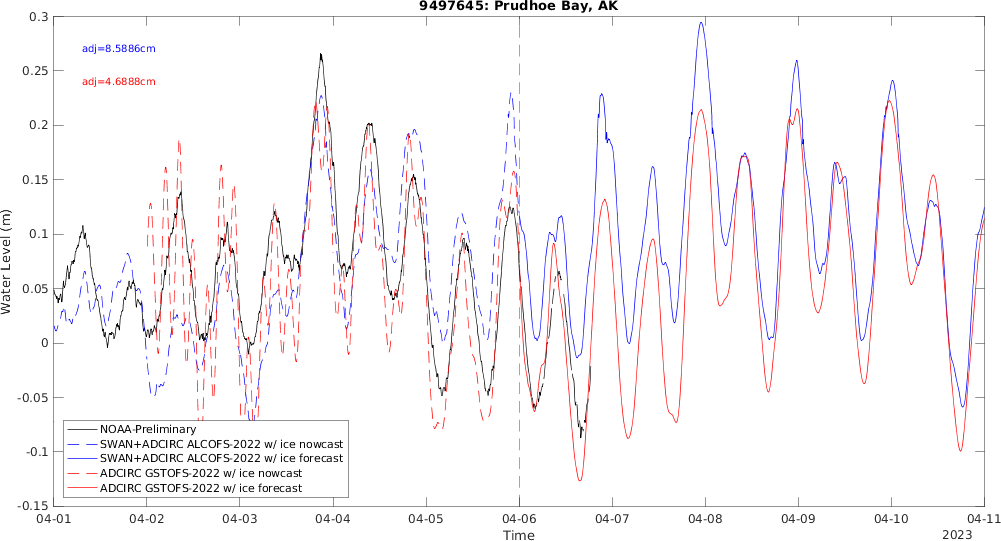 9497645: Prudhoe Bay, AK
adj=8.5886cm
adj=4.6888cm
Water Level (m)
0.3
0.25
0.2
0.15
0.1
0.05
0
-0.05
-0.1
-0.15
NOAA-Preliminary
SWAN+ADCIRC ALCOFS-2022 w/ ice nowcast
SWAN+ADCIRC ALCOFS-2022 w/ ice forecast
ADCIRC GSTOFS-2022 w/ ice nowcast
ADCIRC GSTOFS-2022 w/ ice forecast
04-01 04-02 04-03 04-04 04-05 04-06 04-07 04-08 04-09 04-10 04-11
Time
2023